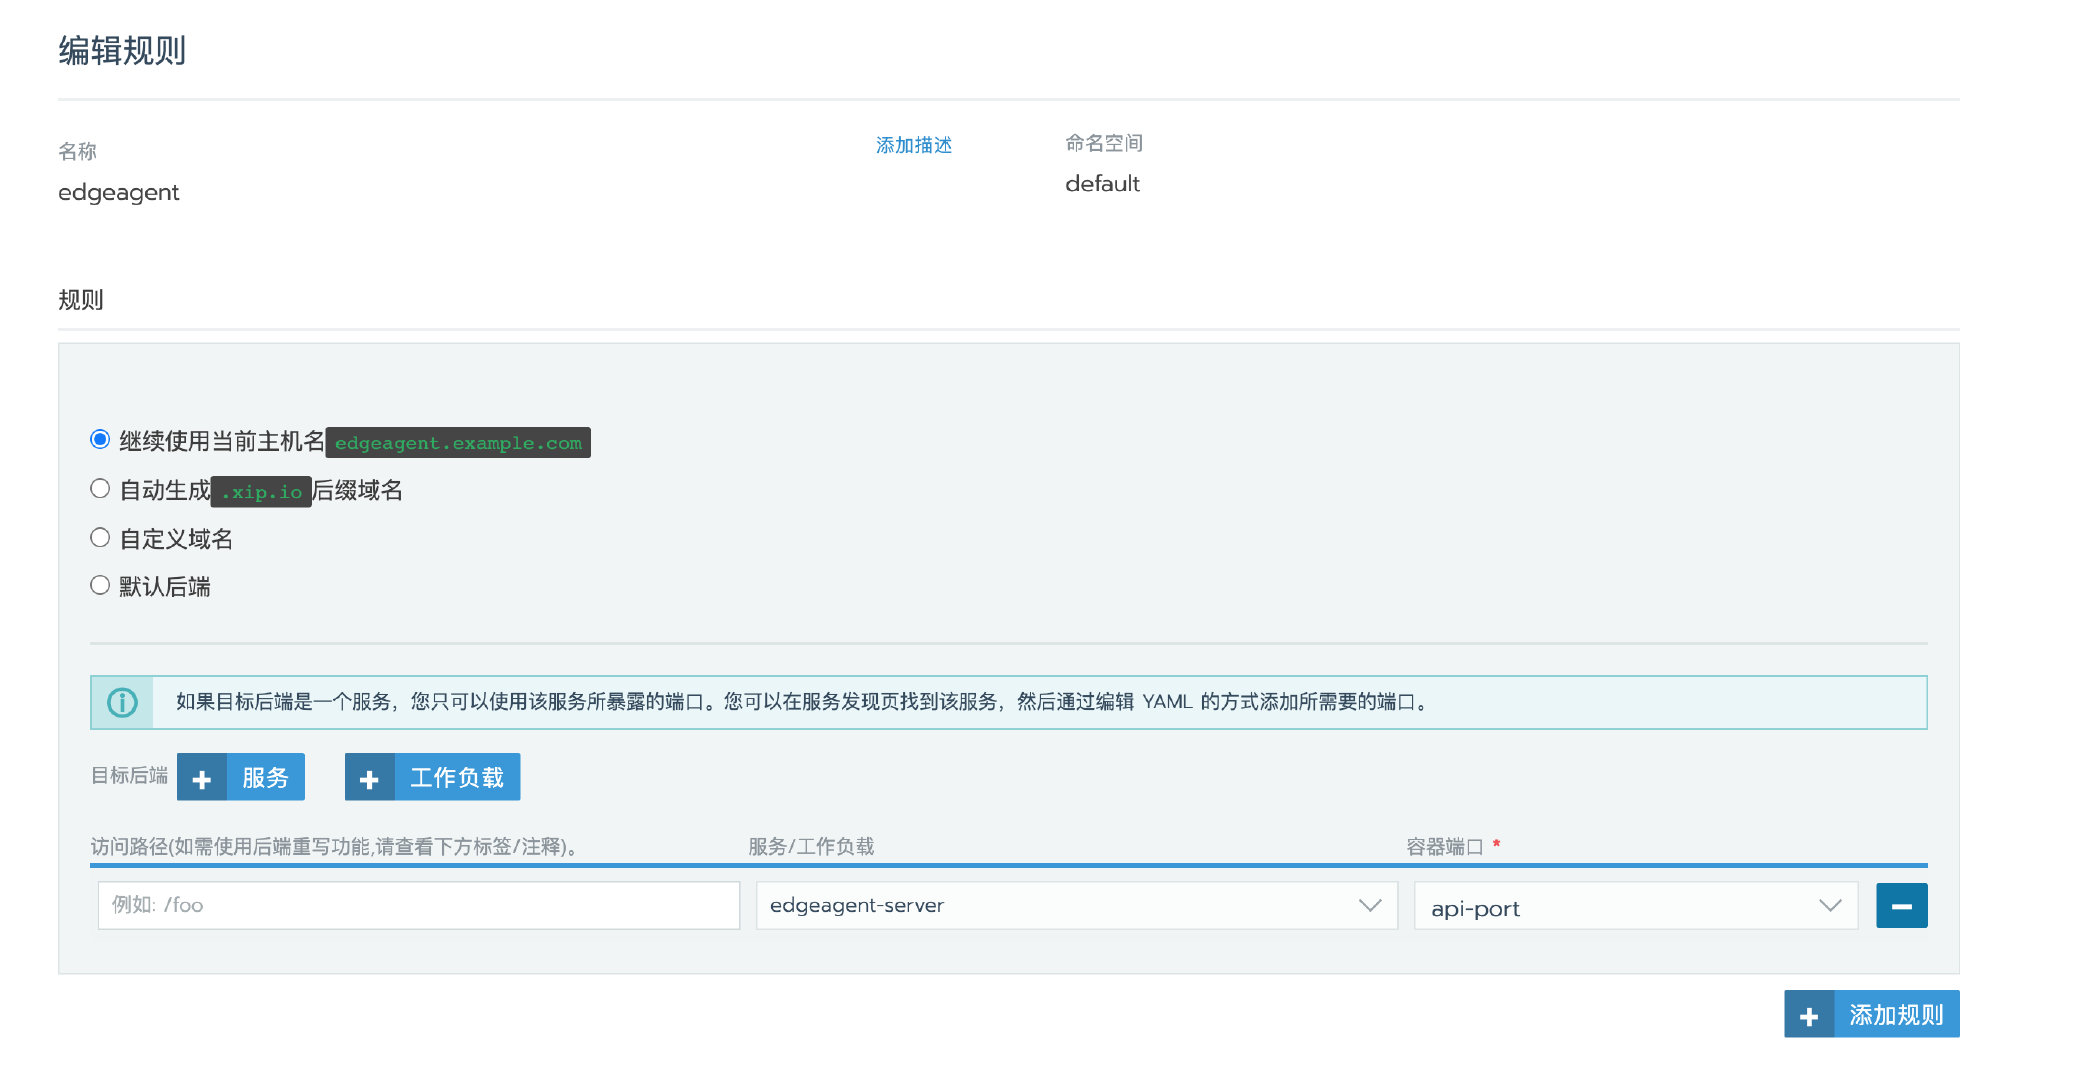 编辑规则
名称
添加描述
命名空间
edgeagent
default
规则
继续使用当前主机名 edgeagent.example.com
自动生成 .xip.io 后缀域名
自定义域名
默认后端
如果目标后端是一个服务，您只可以使用该服务所暴露的端口。您可以在服务发现页找到该服务，然后通过编辑 YAML 的方式添加所需要的端口。
目标后端 + 服务 + 工作负载
访问路径(如需使用后端重写功能,请查看下方标签/注释)。
服务/工作负载
容器端口 *
例如: /foo
edgeagent-server
api-port
+ 添加规则